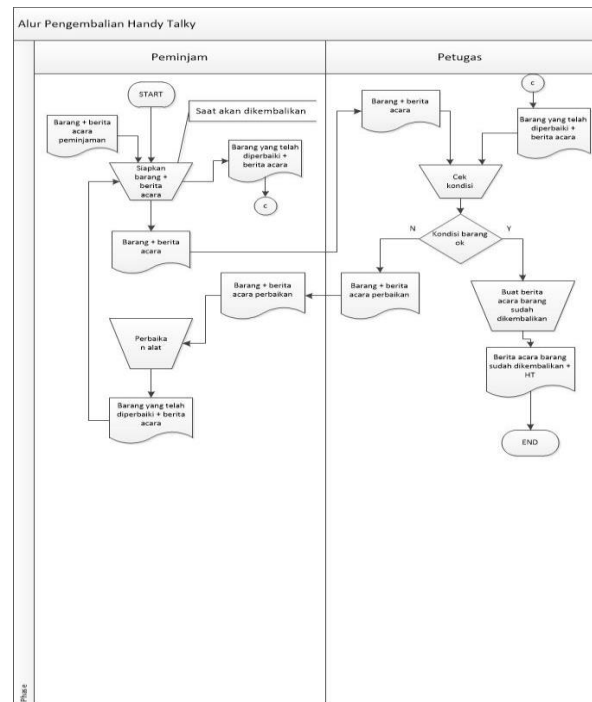 Alur Pengembalian Handy Talky
Peminjam
Petugas
START
Saat akan dikembalikan
Barang + berita
acara
peminjaman
Siapkan
barang +
berita
acara
Barang yang telah
diperbaiki +
berita acara
c
Barang + berita
acara
Barang + berita
acara
c
Barang yang telah
diperbaiki +
berita acara
Cek
kondisi
N
Kondisi barang
ok
Y
Barang + berita
acara perbaikan
Barang + berita
acara perbaikan
Buat berita
acara barang
sudah
dikembalikan
Perbaika
n alat
Berita acara barang
sudah dikembalikan +
HT
Barang yang telah
diperbaiki + berita
acara
END
Phase